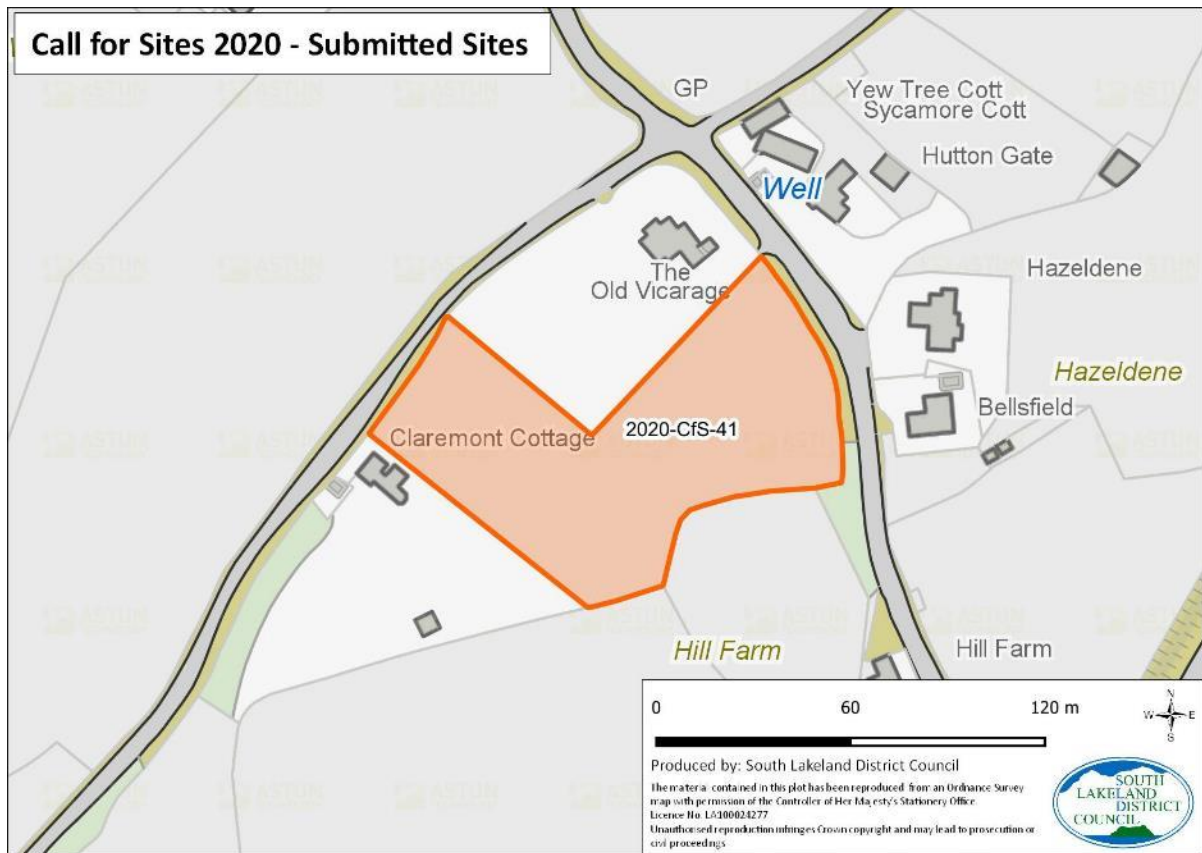 Call for Sites 2020 - Submitted Sites
GP
Yew Tree Cott
Sycamore Cott
Hutton Gate
Well
The
Old Vicarage
Hazeldene
Hazeldene
Bellsfield
Claremont Cottage
2020-CfS-41
Hill Farm
Hill Farm
0 60 120 m
N
W E
S
Produced by: South Lakeland District Council
The material contained in this plot has been reproduced from an Ordnance Survey
map with permission of the Controller of Her Majesty's Stationery Office.
Licence No. LA100024277
Unauthorised reproduction infringes Crown copyright and may lead to prosecution or
civil proceedings
SOUTH
LAKELAND
DISTRICT
COUNCIL